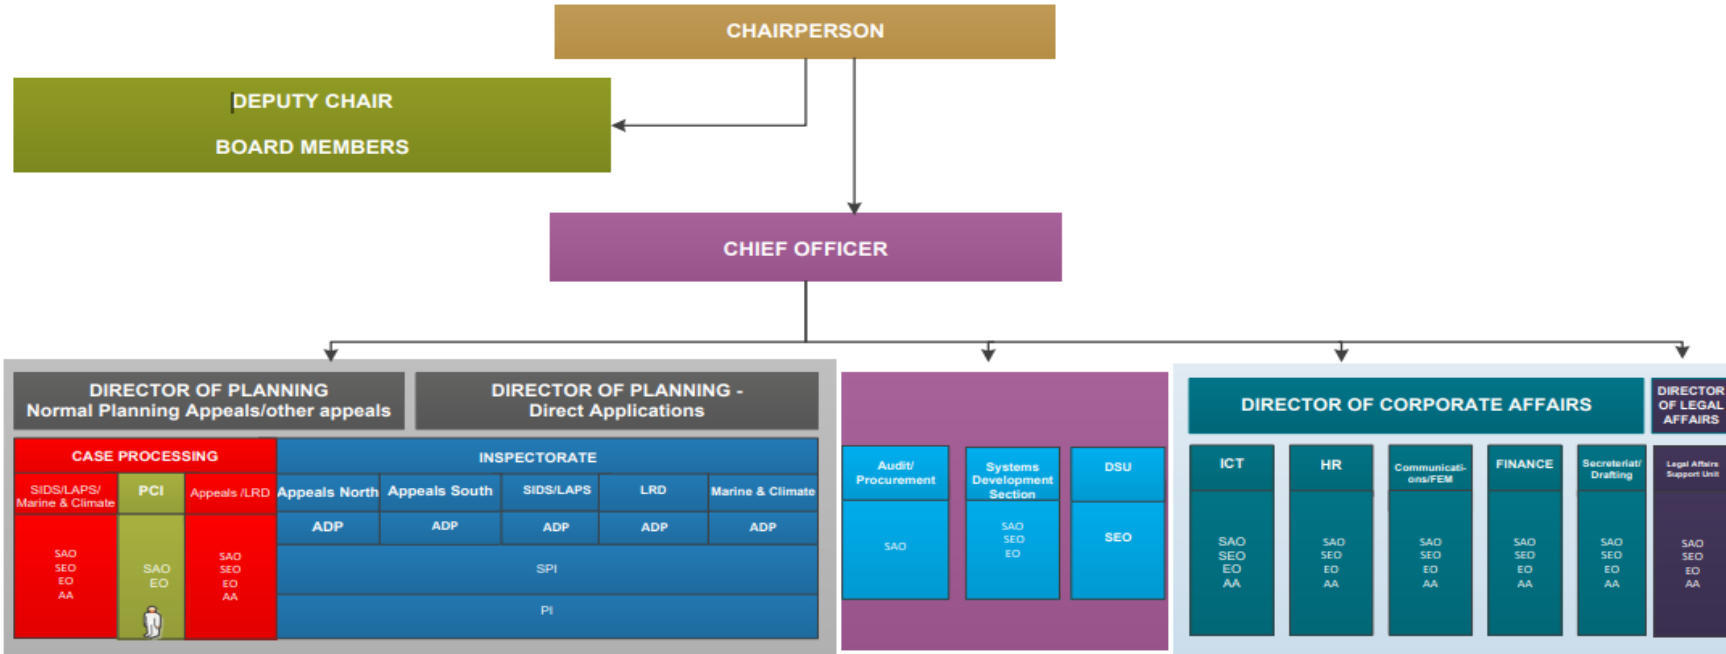 CHAIRPERSON
DEPUTY CHAIR
BOARD MEMBERS
CHIEF OFFICER
DIRECTOR OF PLANNING
Normal Planning Appeals/other appeals
DIRECTOR OF PLANNING -
Direct Applications
CASE PROCESSING
SIDS/LAPS/
Marine & Climate
PCI
Appeals /LRD
SAO
SEO
EO
AA
SAO
EO
SAO
SEO
EO
AA
INSPECTORATE
Appeals North
Appeals South
SIDS/LAPS
LRD
Marine & Climate
ADP
ADP
ADP
ADP
ADP
SPI
PI
Audit/
Procurement
SAO
Systems
Development
Section
SAO
SEO
EO
DSU
SEO
DIRECTOR OF CORPORATE AFFAIRS
ICT
SAO
SEO
EO
AA
HR
SAO
SEO
EO
AA
Communicati-
ons/FEM
SAO
SEO
EO
AA
FINANCE
SAO
SEO
EO
AA
Secreteriat/
Drafting
SAO
SEO
EO
AA
DIRECTOR
OF LEGAL
AFFAIRS
Legal Affairs
Support Unit
SAO
SEO
EO
AA